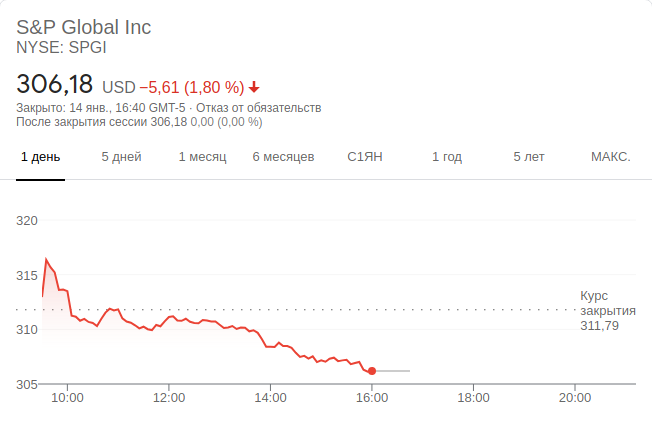 S&P Global Inc
NYSE: SPGI
306,18 USD −5,61 (1,80 %)
Закрыто: 14 янв., 16:40 GMT-5 · Отказ от обязательств
После закрытия сессии 306,18 0,00 (0,00 %)
1 день 5 дней 1 месяц 6 месяцев С1ЯН 1 год 5 лет МАКС.
320
315
Курс
закрытия
311,79
310
305
10:00 12:00 14:00 16:00 18:00 20:00